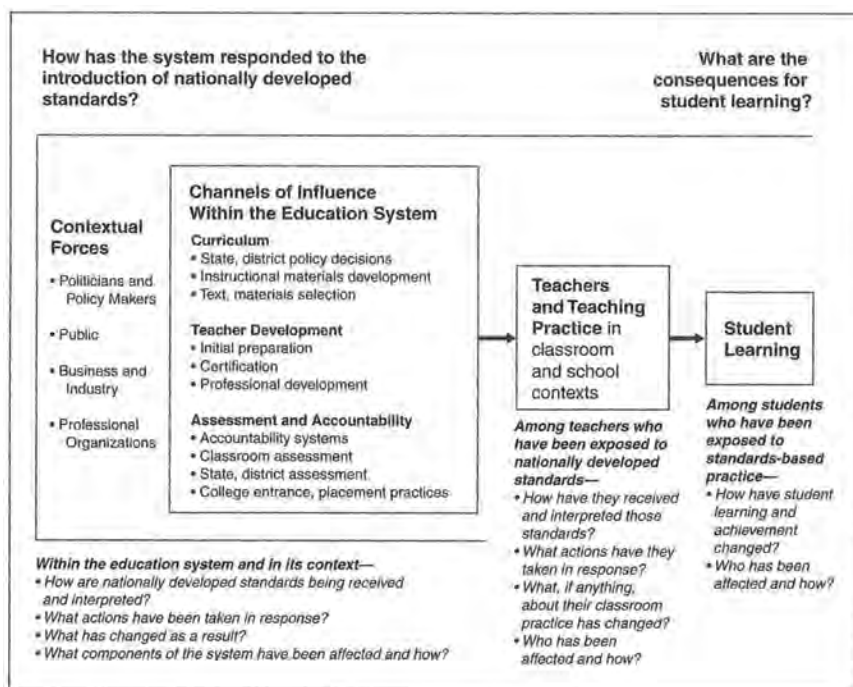 How has the system responded to the
introduction of nationally developed
standards?
What are the
consequences for
student learning?
Contextual
Forces
• Politicians and
Policy Makers
• Public
• Business and
Industry
• Professional
Organizations
Channels of Influence
Within the Education System
Curriculum
• State, district policy decisions
• Instructional materials development
• Text, materials selection
Teacher Development
• Initial preparation
• Certification
• Professional development
Assessment and Accountability
• Accountability systems
• Classroom assessment
• State, district assessment
• College entrance, placement practices
Teachers
and Teaching
Practice in
classroom
and school
contexts
Student
Learning
Among teachers who
have been exposed to
nationally developed
standards—
• How have they received
and interpreted those
standards?
• What actions have they
taken in response?
• What, if anything,
about their classroom
practice has changed?
• Who has been
affected and how?
Among students
who have been
exposed to
standards-based
practice—
• How have student
learning and
achievement
changed?
• Who has been
affected and how?
Within the education system and in its context—
• How are nationally developed standards being received
and interpreted?
• What actions have been taken in response?
• What has changed as a result?
• What components of the system have been affected and how?